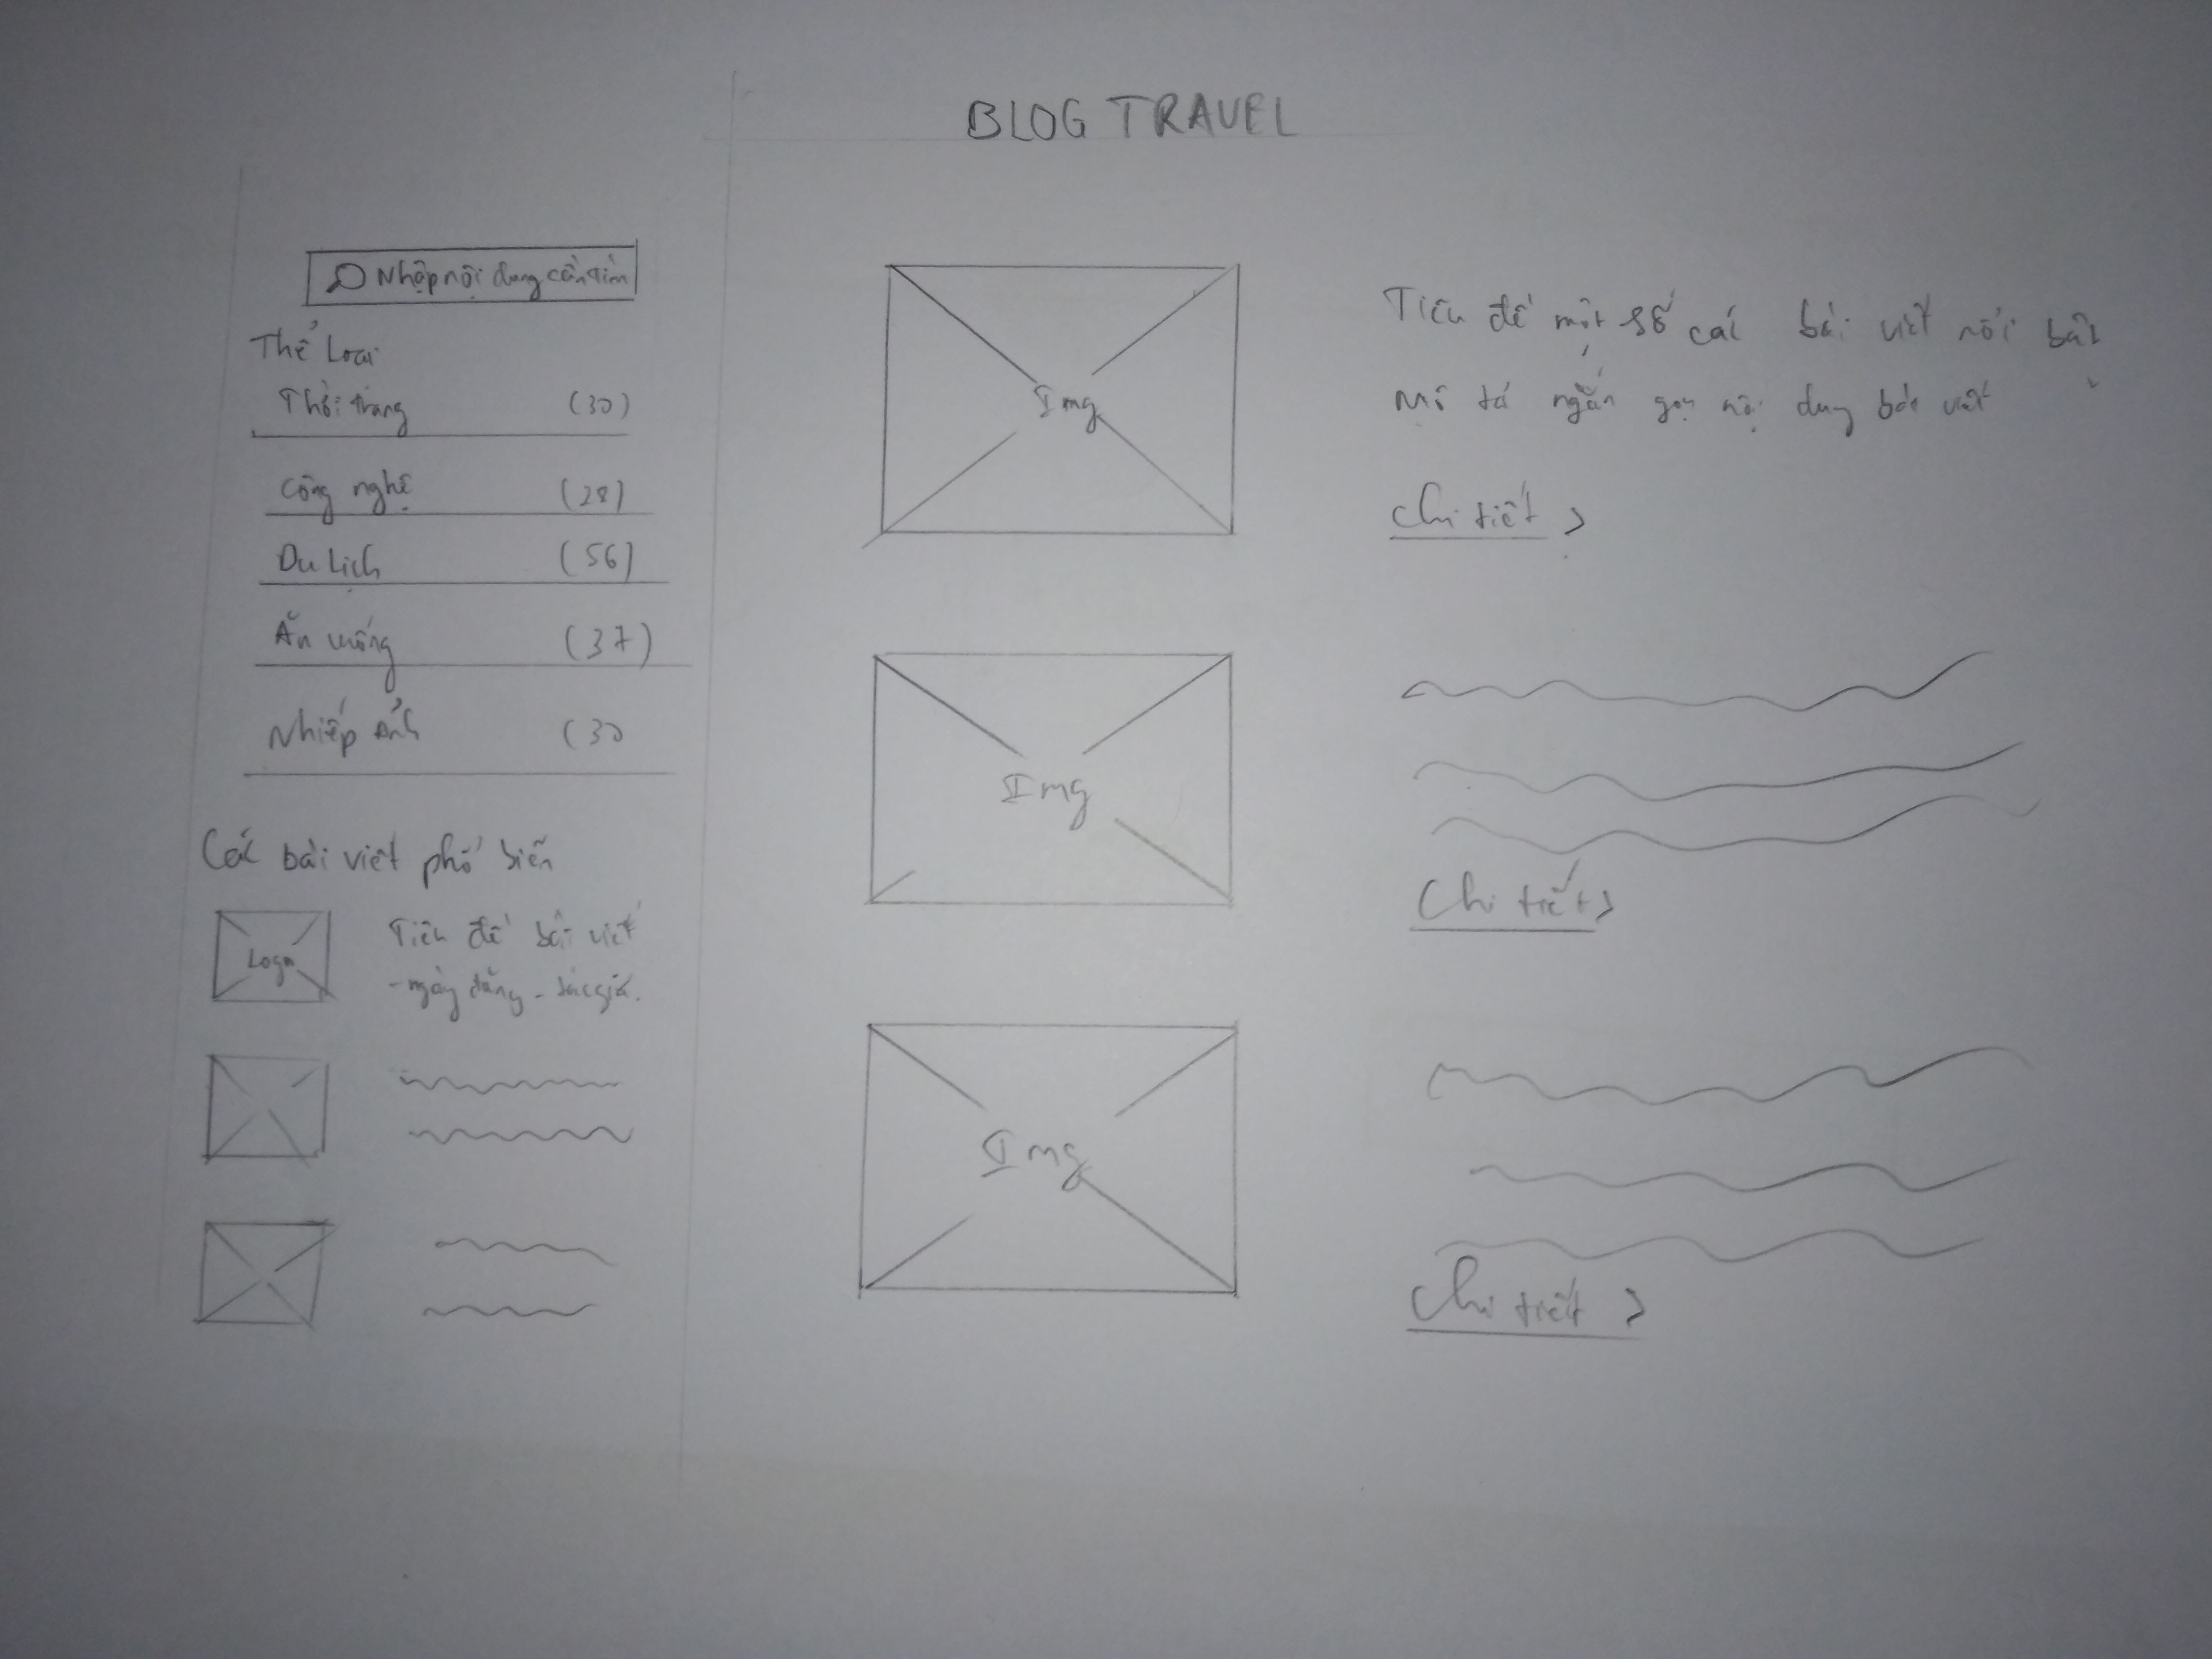 BLOG TRAVEL
Nhập nội dung cần tìm
Thể Loại
Thời trang (30)
Công nghệ (28)
Du Lịch (56)
Ăn uống (37)
Nhiếp ảnh (30
Các bài viết phổ biến
Logo
Tiêu đề bài viết
- ngày đăng - tác giả.
Img
Tiêu đề một số các bài viết nổi bật
Mô tả ngắn gọn nội dung bài viết
Chi tiết >
Img
Chi tiết >
Img
Chi tiết >